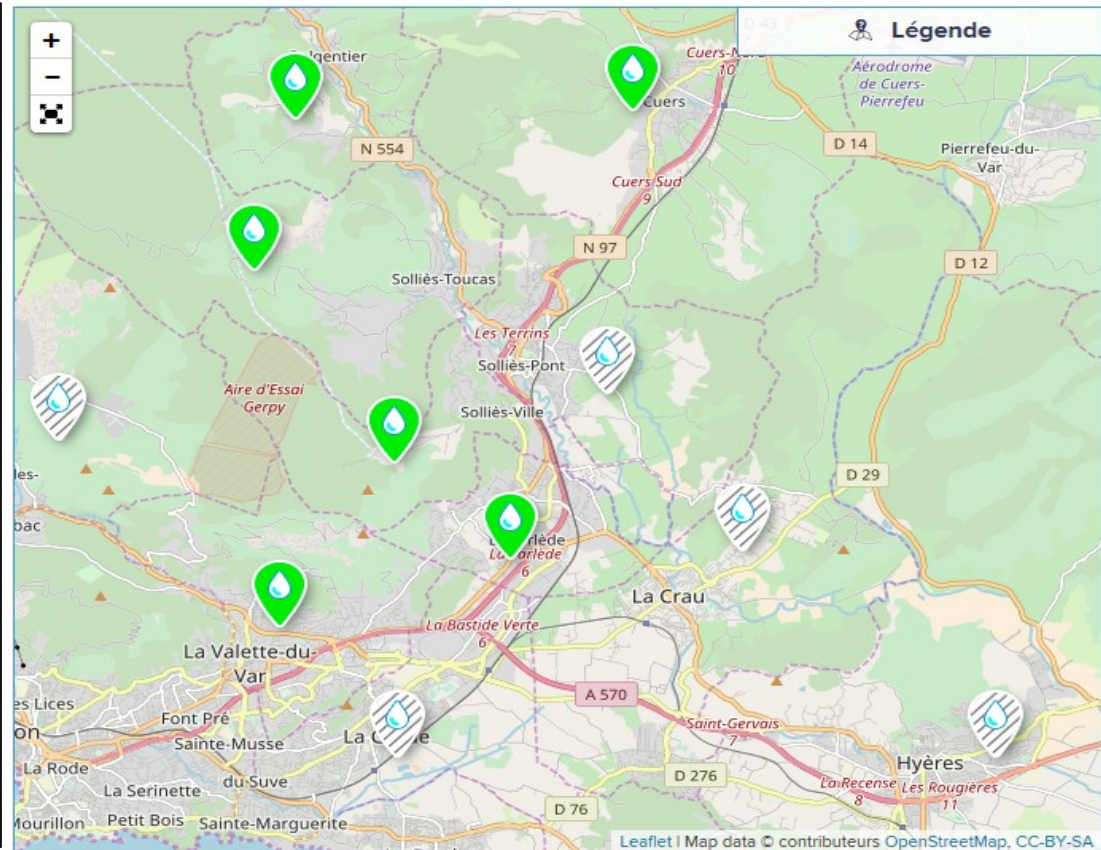 +
−
Légende
D 43
Cuers-Nord
10
Aérodrome
de Cuers-
Pierrefeu
Cuers
N 554
D 14
Pierrefeu-du-
Var
Cuers Sud
9
N 97
D 12
Solliès-Toucas
Les Terrins
7
Solliès-Pont
Aire d'Essai
Gerpy
Solliès-Ville
D 29
La Farlède
6
La Crau
La Bastide Verte
6
La Valette-du-
Var
A 570
es Lices
Font Pré
on
Sainte-Musse
Saint-Gervais
7
La Rode
du Suve
D 276
Hyères
La Recense
8
Les Rougières
11
La Serinette
D 76
Mourillon
Petit Bois
Sainte-Marguerite
Leaflet | Map data © contributeurs OpenStreetMap, CC-BY-SA